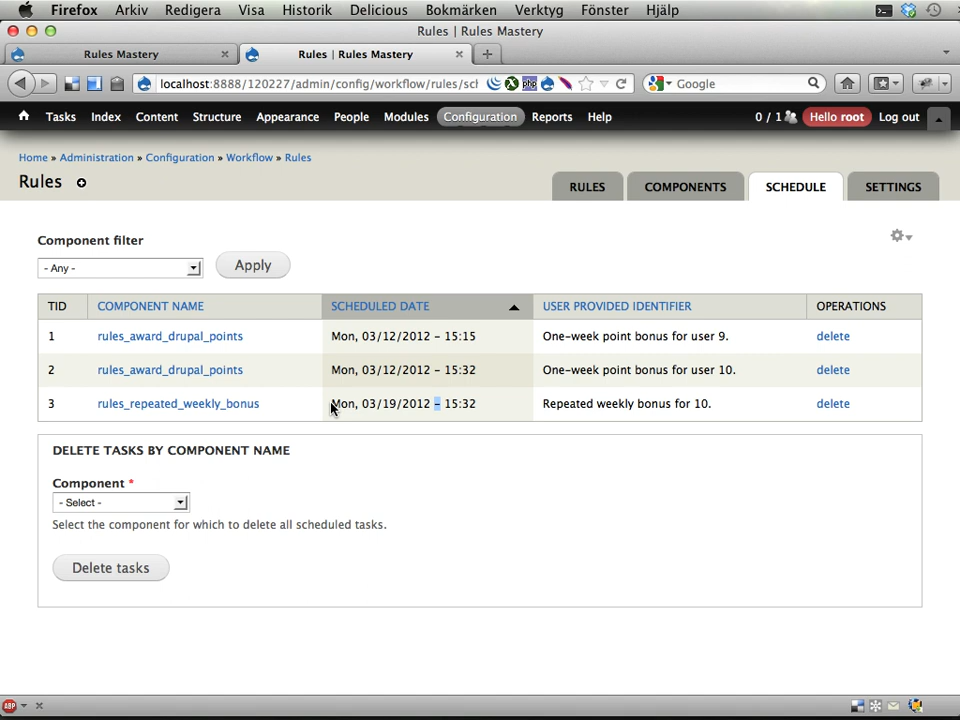 Firefox Arkiv Redigera Visa Historik Delicious Bokmärken Verktyg Fönster Hjälp
Rules | Rules Mastery
Rules Mastery
Rules | Rules Mastery
localhost:8888/120227/admin/config/workflow/rules/sch
php
Google
Tasks Index Content Structure Appearance People Modules Configuration Reports Help
0 / 1 Hello root Log out
Home » Administration » Configuration » Workflow » Rules
Rules
RULES COMPONENTS SCHEDULE SETTINGS
Component filter
- Any -
Apply
TID COMPONENT NAME SCHEDULED DATE USER PROVIDED IDENTIFIER OPERATIONS
1 rules_award_drupal_points Mon, 03/12/2012 – 15:15 One-week point bonus for user 9. delete
2 rules_award_drupal_points Mon, 03/12/2012 – 15:32 One-week point bonus for user 10. delete
3 rules_repeated_weekly_bonus Mon, 03/19/2012 – 15:32 Repeated weekly bonus for 10. delete
DELETE TASKS BY COMPONENT NAME
Component *
- Select -
Select the component for which to delete all scheduled tasks.
Delete tasks
ABP